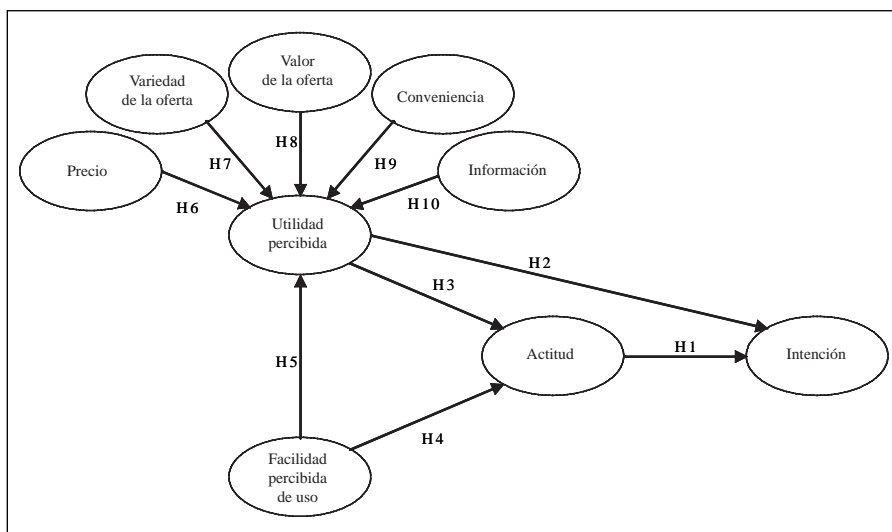 Valor
de la oferta
Variedad
de la oferta
Conveniencia
H8
H7
H9
Precio
Información
H6
H10
Utilidad
percibida
H2
H3
Actitud
H1
Intención
H5
H4
Facilidad
percibida
de uso